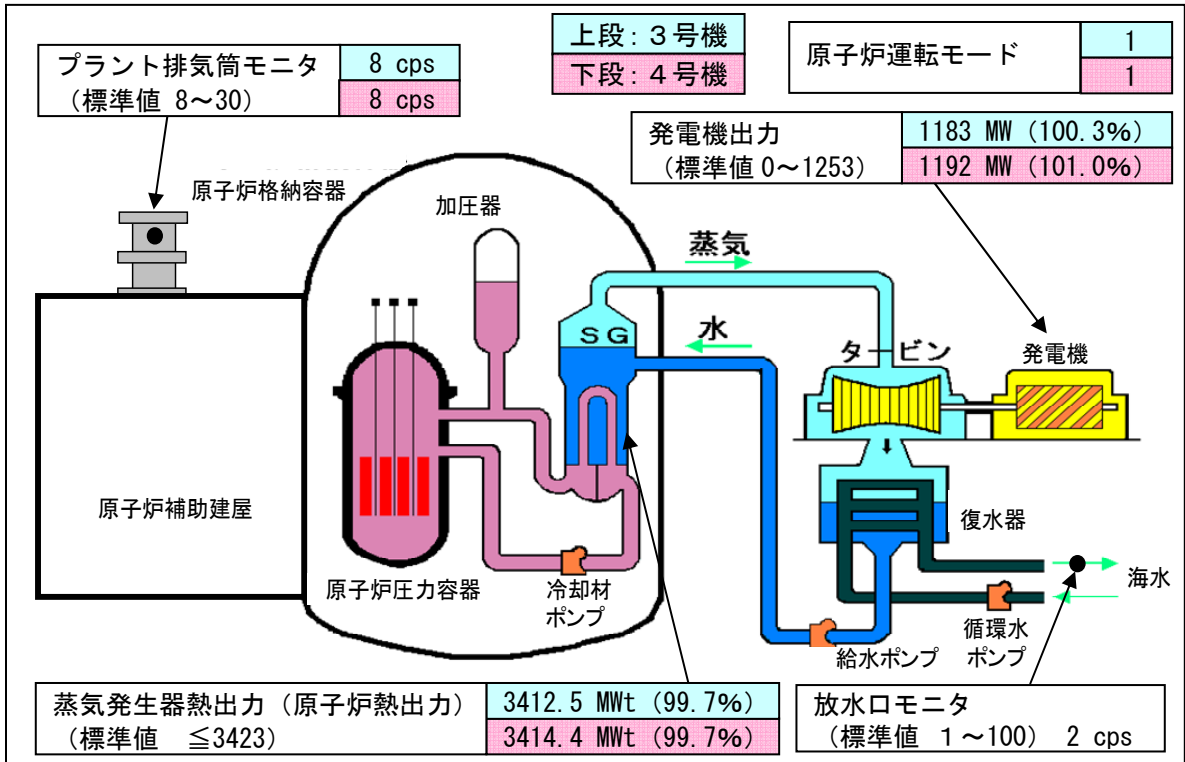 上段：３号機
下段：４号機
プラント排気筒モニタ
（標準値 8～30）
8 cps
8 cps
原子炉運転モード
1
1
発電機出力
（標準値 0～1253）
1183 MW (100.3%)
1192 MW (101.0%)
原子炉格納容器
加圧器
蒸気
水
ＳＧ
タービン
発電機
原子炉補助建屋
復水器
海水
原子炉圧力容器
冷却材
ポンプ
給水ポンプ
循環水
ポンプ
蒸気発生器熱出力（原子炉熱出力）
（標準値　≦3423）
3412.5 MWt (99.7%)
3414.4 MWt (99.7%)
放水口モニタ
（標準値　１～100） 2 cps